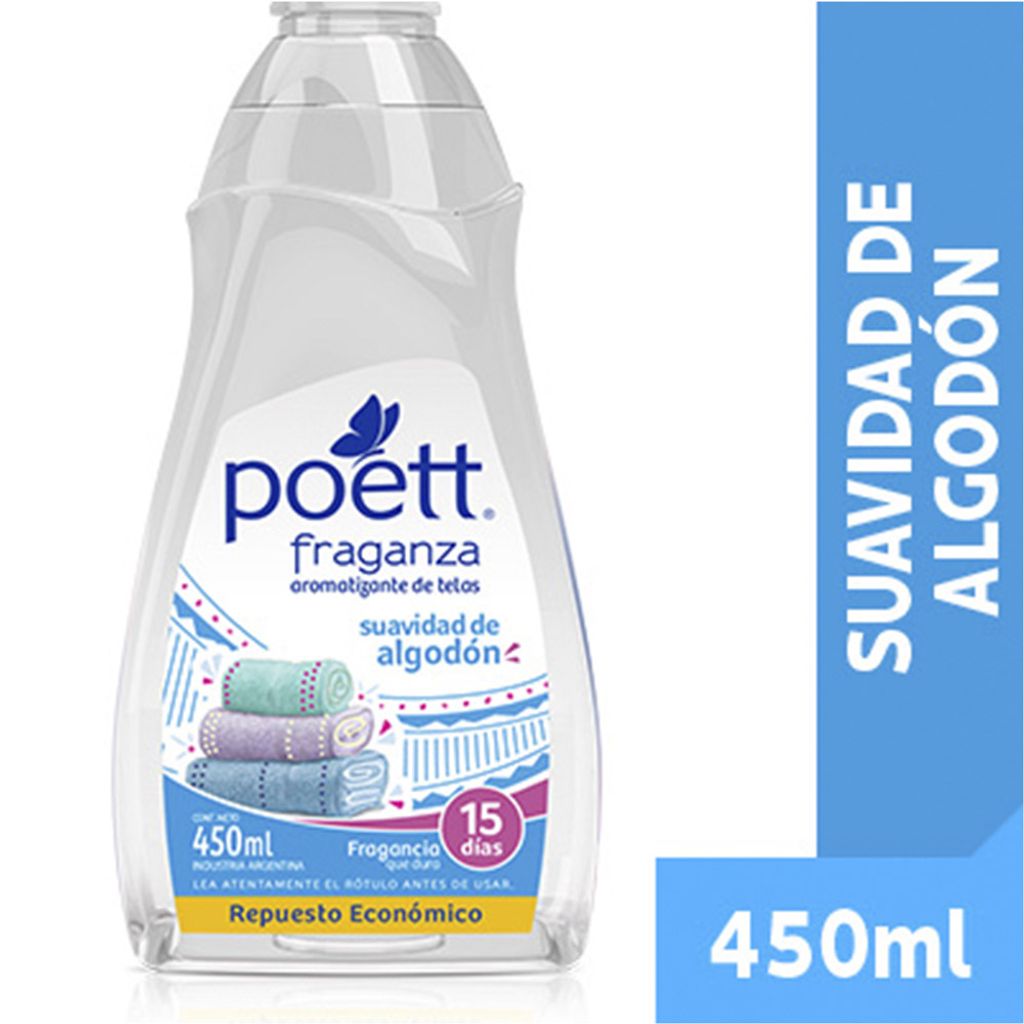 poett®
fraganza
aromatizante de telas
suavidad de
algodón
CONT. NETO
450ml
INDUSTRIA ARGENTINA
Fragancia
que dura
15
días
LEA ATENTAMENTE EL RÓTULO ANTES DE USAR.
Repuesto Económico
SUAVIDAD DE
ALGODÓN
450ml